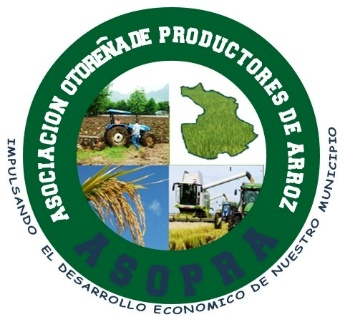 ASOCIACION OTOREÑA DE PRODUCTORES DE ARROZ
ASOPRA
IMPULSANDO EL DESARROLLO ECONOMICO DE NUESTRO MUNICIPIO